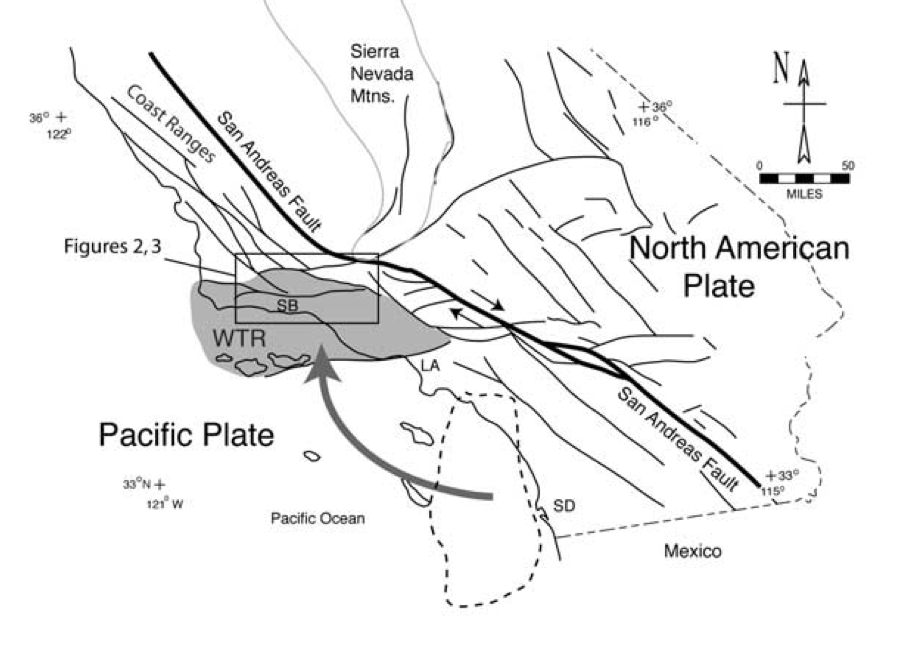 Sierra
Nevada
Mtns.
N
Coast Ranges
San Andreas Fault
36° +
122°
+ 36°
116°
0 50
MILES
Figures 2,3
North American
Plate
SB
WTR
LA
San Andreas Fault
Pacific Plate
33°N +
121° W
+ 33°
115°
Pacific Ocean
SD
Mexico